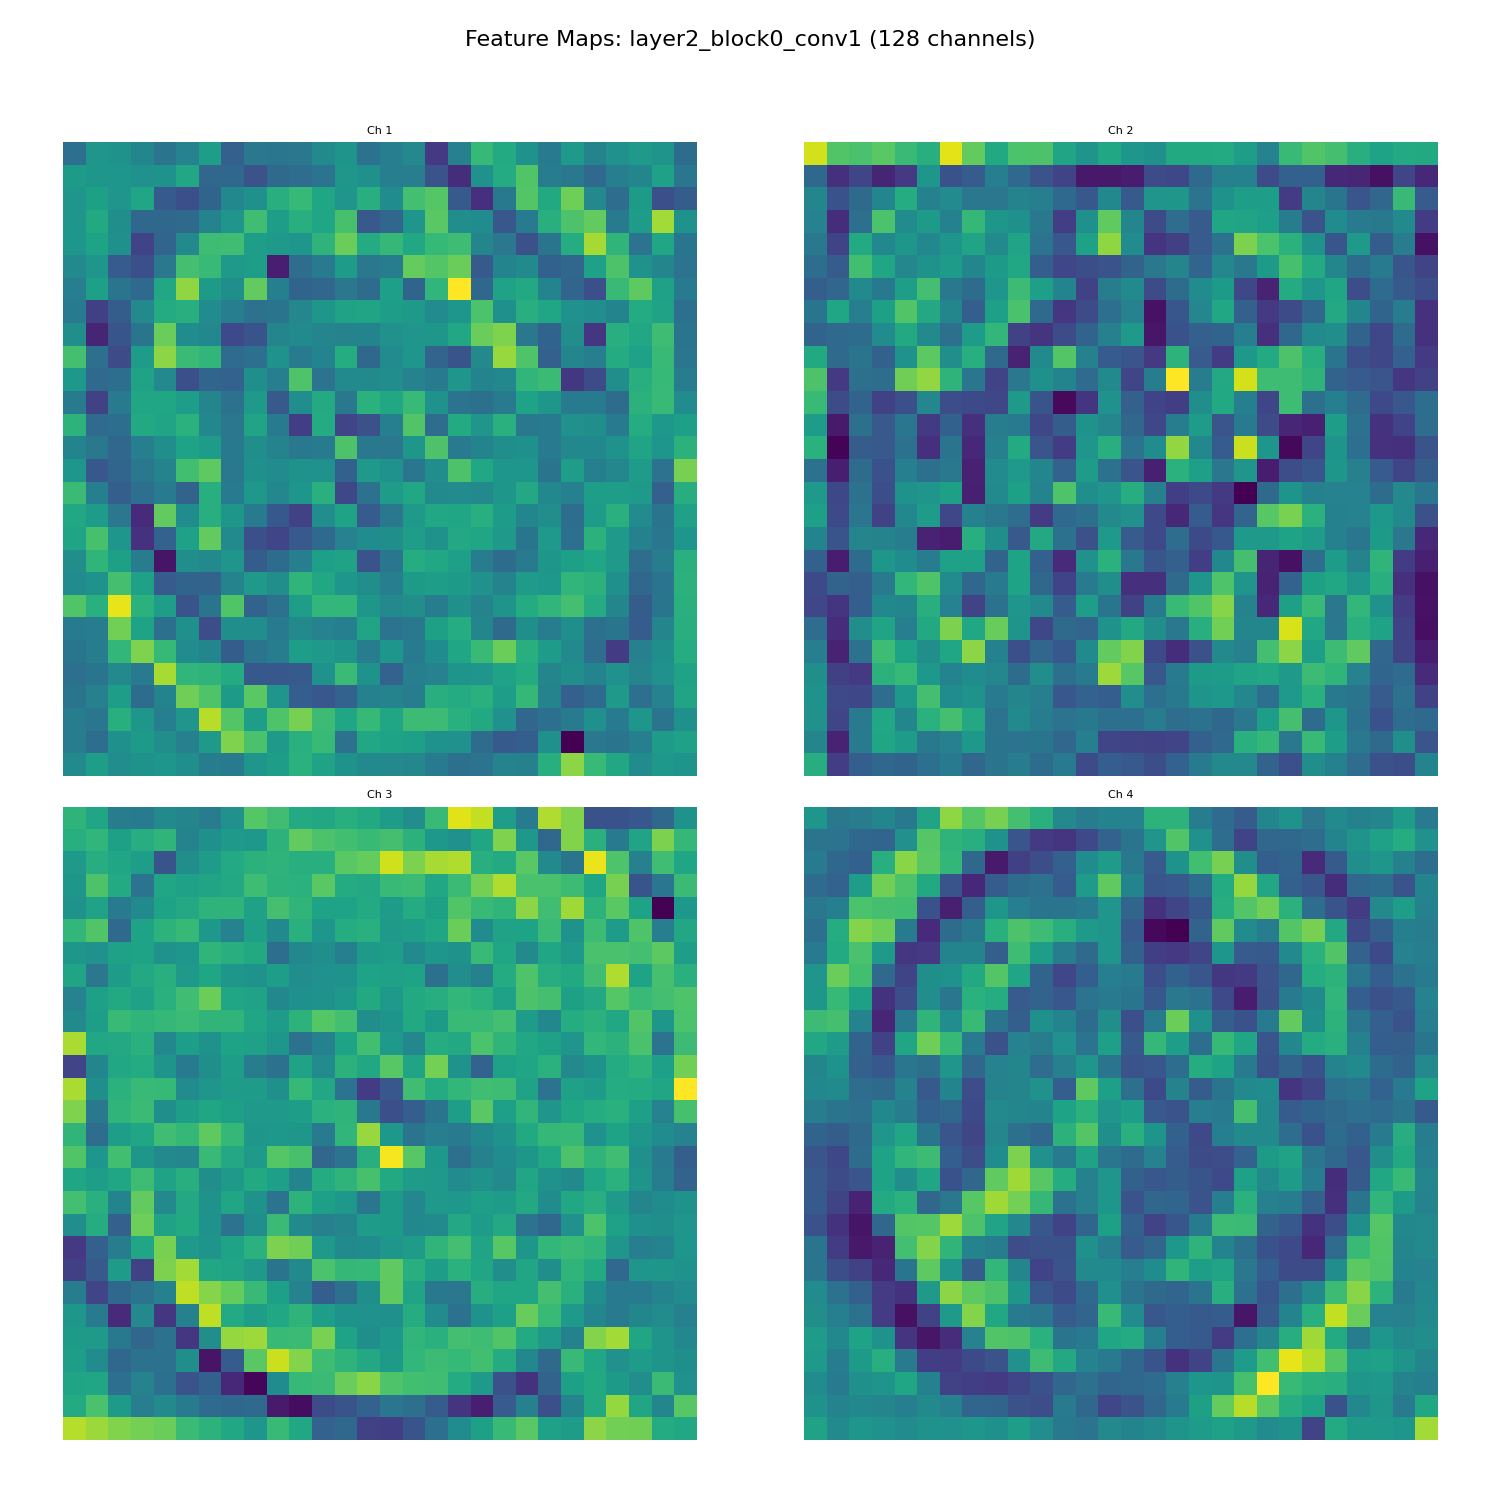 Feature Maps: layer2_block0_conv1 (128 channels)
Ch 1
Ch 2
Ch 3
Ch 4